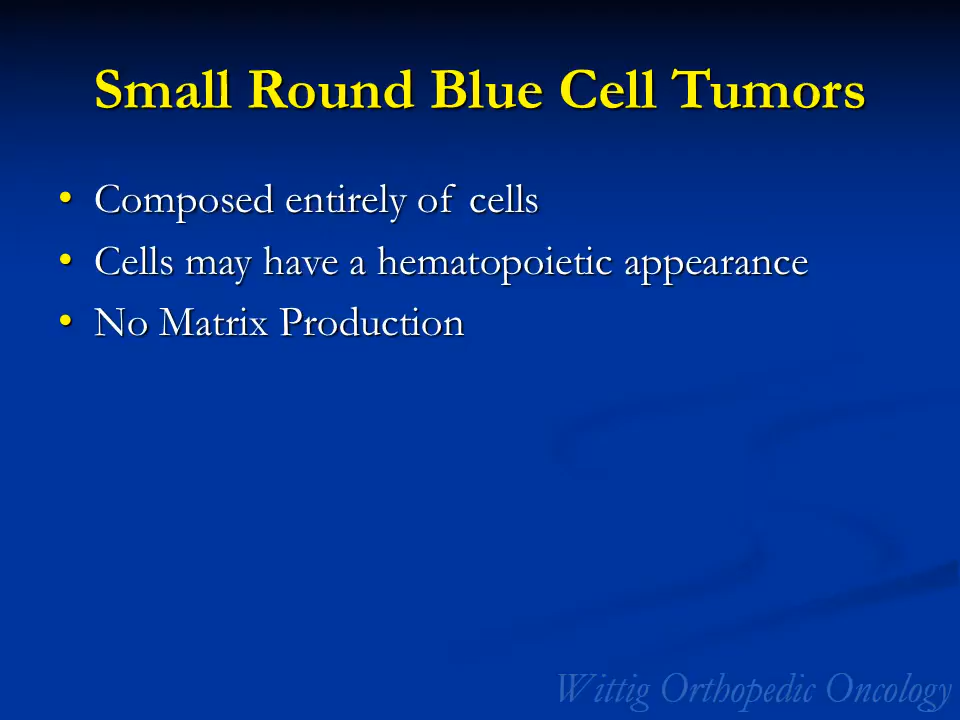 Small Round Blue Cell Tumors
• Composed entirely of cells
• Cells may have a hematopoietic appearance
• No Matrix Production
Wittig Orthopedic Oncology